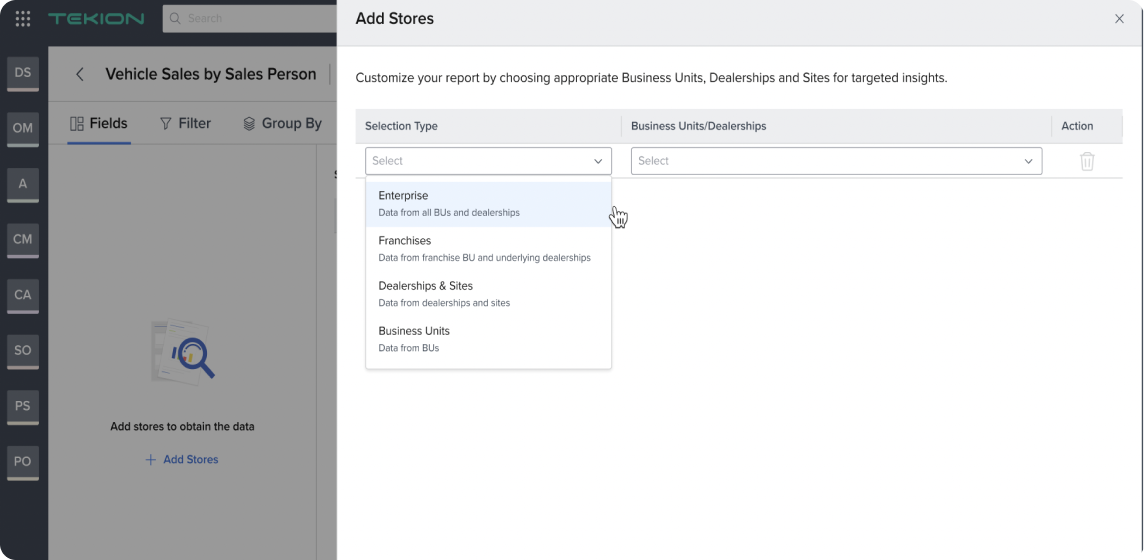 TEKION
Search
Add Stores
DS
OM
A
CM
CA
SO
PS
PO
Vehicle Sales by Sales Person
Fields
Filter
Group By
Add stores to obtain the data
+ Add Stores
Customize your report by choosing appropriate Business Units, Dealerships and Sites for targeted insights.
Selection Type
Business Units/Dealerships
Action
Select
Select
Enterprise
Data from all BUs and dealerships
Franchises
Data from franchise BU and underlying dealerships
Dealerships & Sites
Data from dealerships and sites
Business Units
Data from BUs